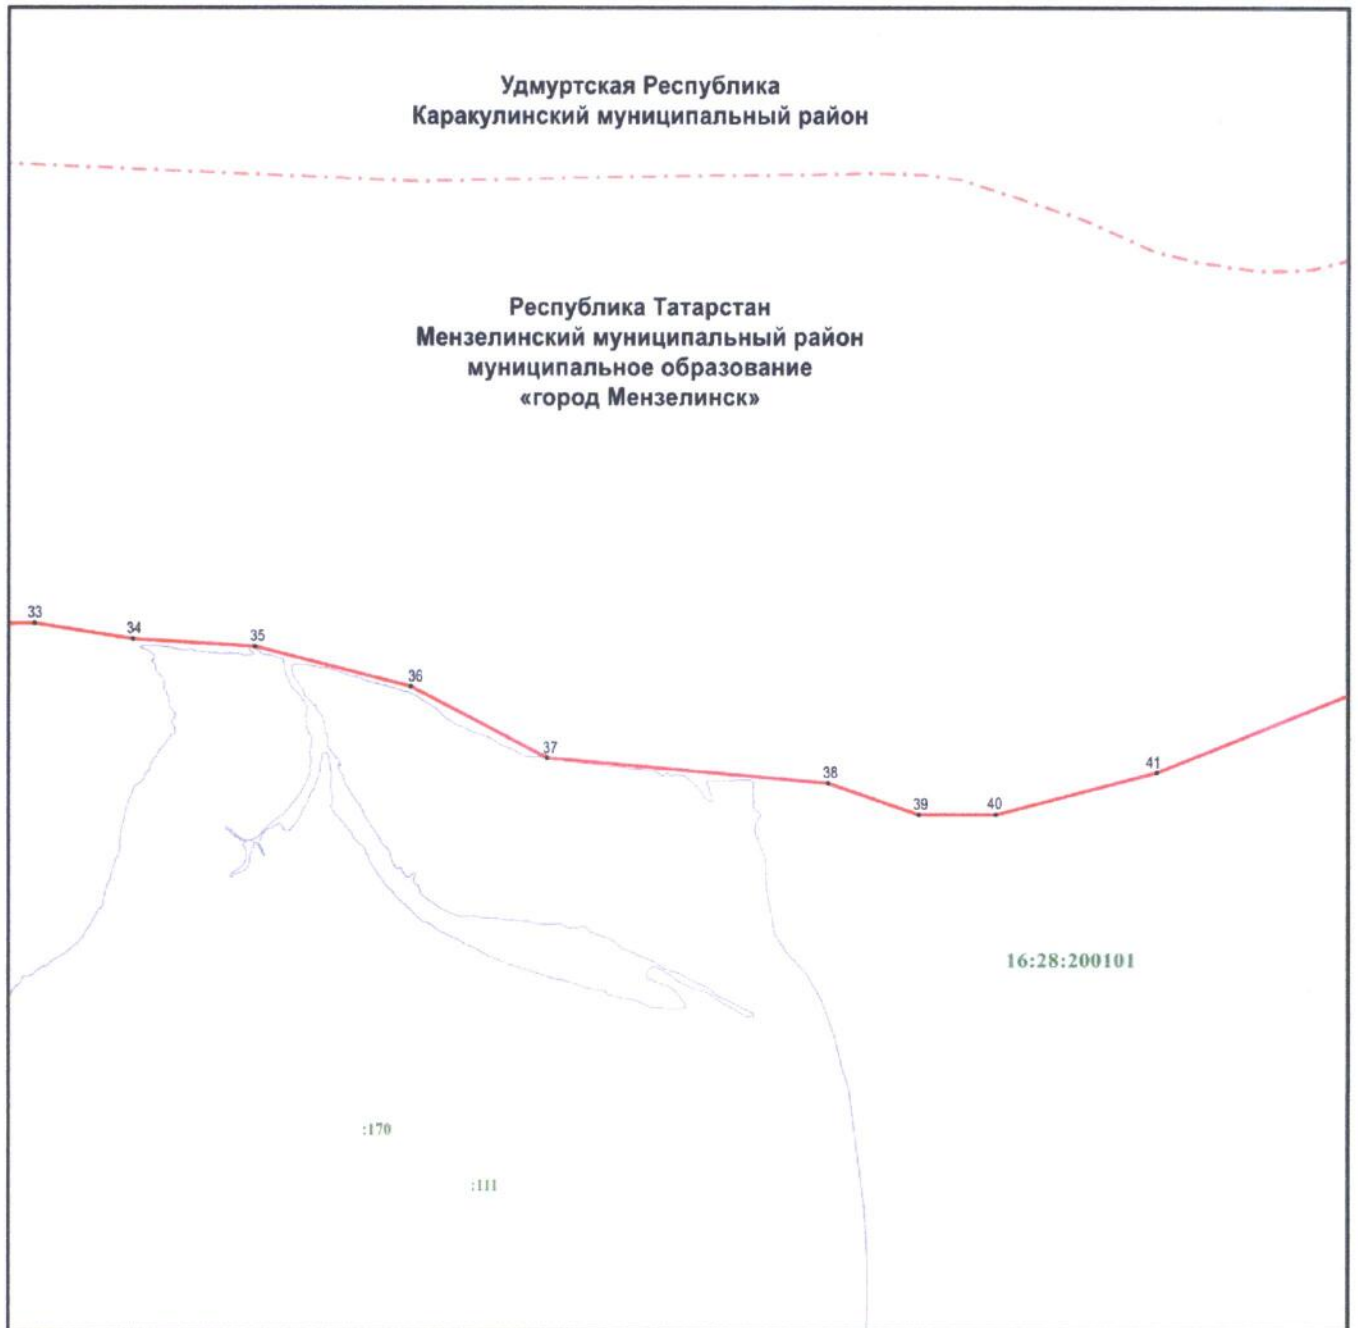 Удмуртская Республика
Каракулинский муниципальный район
Республика Татарстан
Мензелинский муниципальный район
муниципальное образование
«город Мензелинск»
33
34
35
36
37
38
39
40
41
16:28:200101
:170
:111